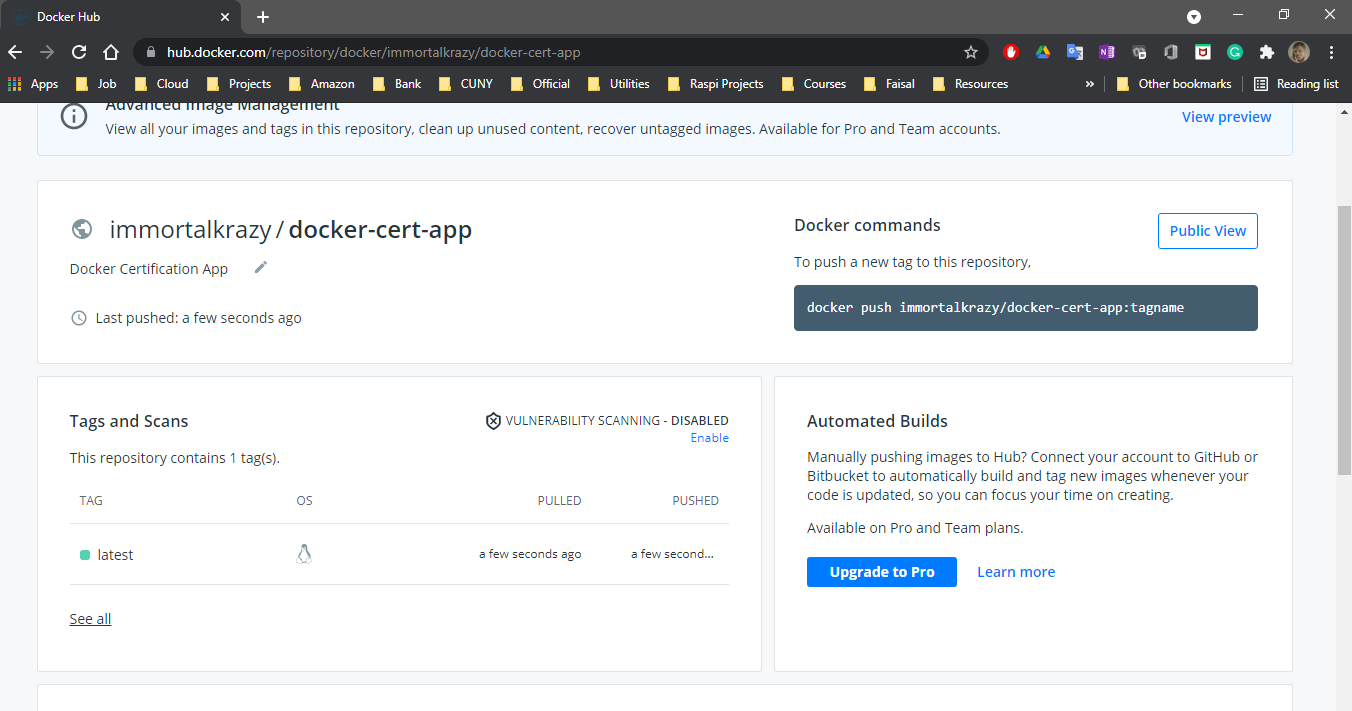 Docker Hub
hub.docker.com/repository/docker/immortalkrazy/docker-cert-app
Apps Job Cloud Projects Amazon Bank CUNY Official Utilities Raspi Projects Courses Faisal Resources » Other bookmarks Reading list
Advanced Image Management
View all your images and tags in this repository, clean up unused content, recover untagged images. Available for Pro and Team accounts.
View preview
immortalkrazy / docker-cert-app
Docker Certification App
Last pushed: a few seconds ago
Docker commands
Public View
To push a new tag to this repository,
docker push immortalkrazy/docker-cert-app:tagname
Tags and Scans
VULNERABILITY SCANNING - DISABLED
Enable
This repository contains 1 tag(s).
TAG OS PULLED PUSHED
latest a few seconds ago a few second...
See all
Automated Builds
Manually pushing images to Hub? Connect your account to GitHub or
Bitbucket to automatically build and tag new images whenever your
code is updated, so you can focus your time on creating.
Available on Pro and Team plans.
Upgrade to Pro Learn more